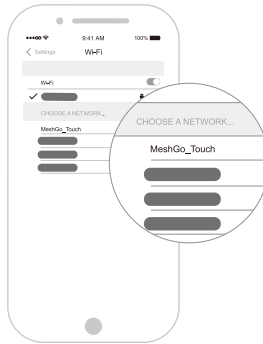 9:41 AM
100%
Settings
Wi-Fi
Wi-Fi
CHOOSE A NETWORK...
MeshGo_Touch
CHOOSE A NETWORK...
MeshGo_Touch